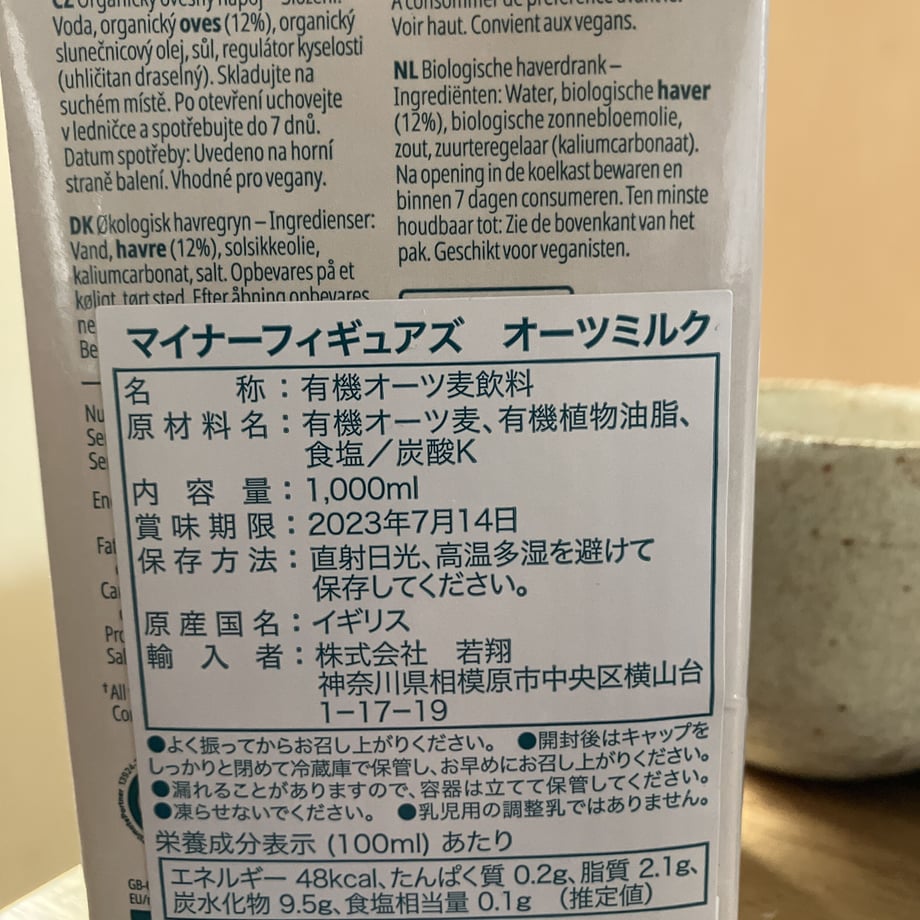 CZ Organický ovesný nápoj – Složení:
Voda, organický oves (12%), organický
slunečnicový olej, sůl, regulátor kyselosti
(uhličitan draselný). Skladujte na
suchém místě. Po otevření uchovejte
v ledničce a spotřebujte do 7 dnů.
Datum spotřeby: Uvedeno na horní
straně balení. Vhodné pro vegany.
DK Økologisk havregryn – Ingredienser:
Vand, havre (12%), solsikkeolie,
kaliumcarbonat, salt. Opbevares på et
køligt, tørt sted. Efter åbning opbevares
Voir haut. Convient aux vegans.
NL Biologische haverdrank –
Ingrediënten: Water, biologische haver
(12%), biologische zonnebloemolie,
zout, zuurteregelaar (kaliumcarbonaat).
Na opening in de koelkast bewaren en
binnen 7 dagen consumeren. Ten minste
houdbaar tot: Zie de bovenkant van het
pak. Geschikt voor veganisten.
マイナーフィギュアズ オーツミルク
名称：有機オーツ麦飲料
原材料名：有機オーツ麦、有機植物油脂、
食塩／炭酸K
内容量：1,000ml
賞味期限：2023年7月14日
保存方法：直射日光、高温多湿を避けて
保存してください。
原産国名：イギリス
輸入者：株式会社 若翔
神奈川県相模原市中央区横山台
1−17−19
●よく振ってからお召し上がりください。 ●開封後はキャップを
しっかりと閉めて冷蔵庫で保管し、お早めにお召し上がりください。
●漏れることがありますので、容器は立てて保管してください。
●凍らせないでください。 ●乳児用の調整乳ではありません。
栄養成分表示 (100ml) あたり
エネルギー 48kcal、たんぱく質 0.2g、脂質 2.1g、
炭水化物 9.5g、食塩相当量 0.1g （推定値）